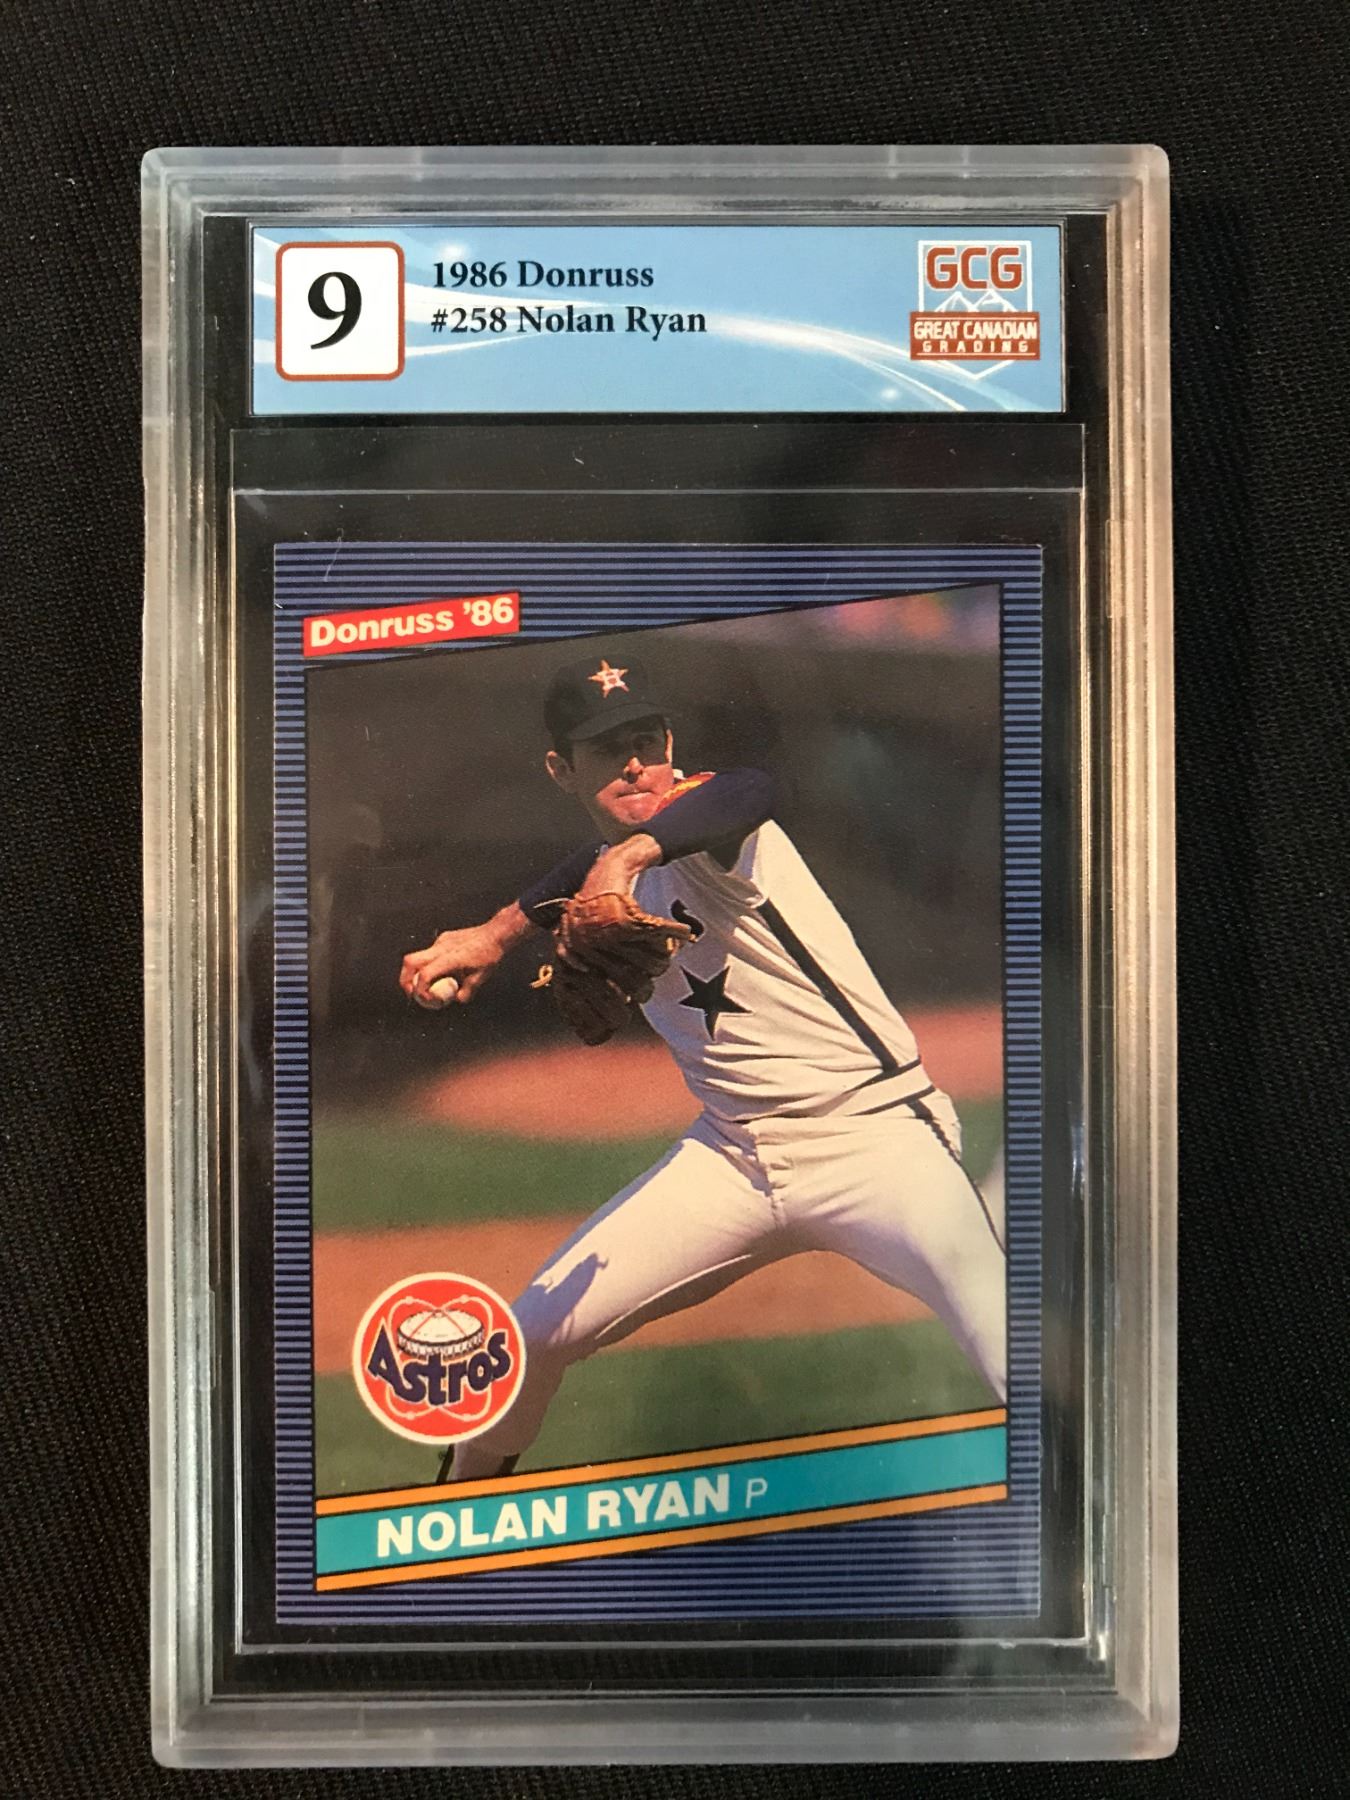 9
1986 Donruss
#258 Nolan Ryan
GCG
GREAT CANADIAN
GRADING
Donruss '86
H
Astros
NOLAN RYAN P